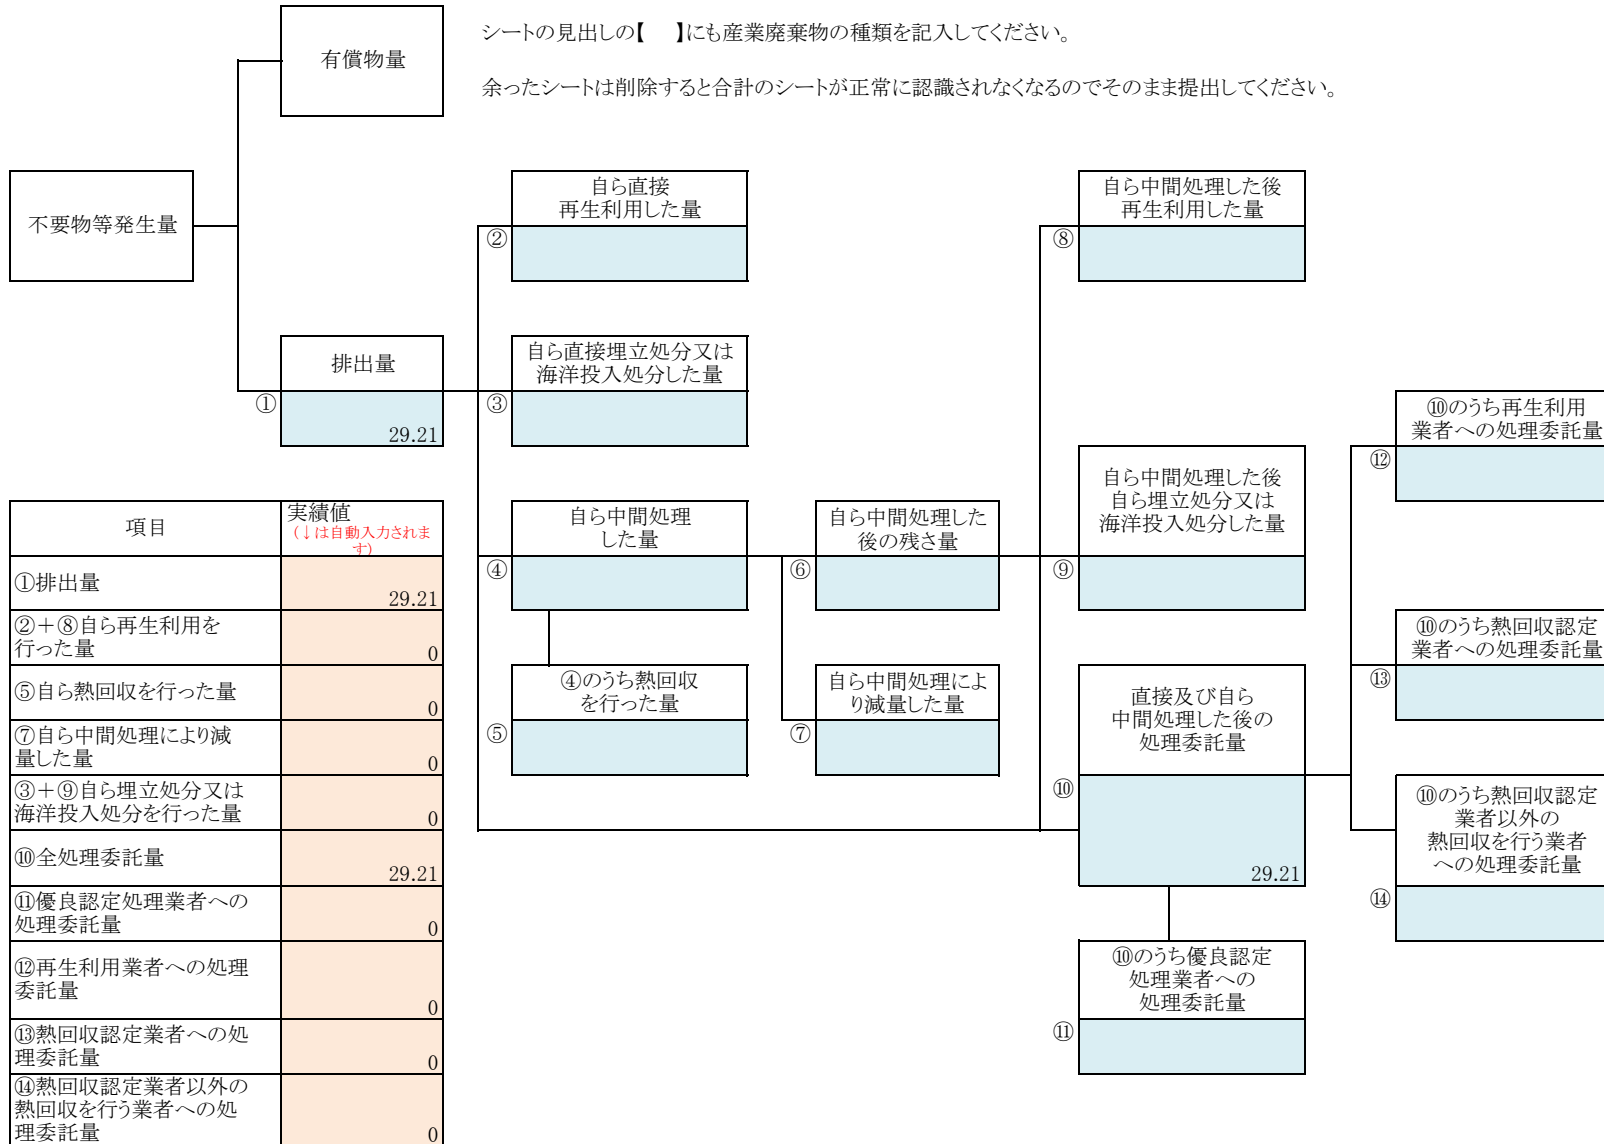 シートの見出しの【　】にも産業廃棄物の種類を記入してください。
余ったシートは削除すると合計のシートが正常に認識されなくなるのでそのまま提出してください。
有償物量
不要物等発生量
排出量
①
29.21
自ら直接
再生利用した量
②
自ら直接埋立処分又は
海洋投入処分した量
③
自ら中間処理
した量
④
④のうち熱回収
を行った量
⑤
自ら中間処理した
後の残さ量
⑥
自ら中間処理によ
り減量した量
⑦
自ら中間処理した後
再生利用した量
⑧
自ら中間処理した後
自ら埋立処分又は
海洋投入処分した量
⑨
直接及び自ら
中間処理した後の
処理委託量
⑩
29.21
⑩のうち優良認定
処理業者への
処理委託量
⑪
⑩のうち再生利用
業者への処理委託量
⑫
⑩のうち熱回収認定
業者への処理委託量
⑬
⑩のうち熱回収認定
業者以外の
熱回収を行う業者
への処理委託量
⑭
項目
実績値
（↓は自動入力されま
す）
①排出量
29.21
②＋⑧自ら再生利用を
行った量
0
⑤自ら熱回収を行った量
0
⑦自ら中間処理により減
量した量
0
③＋⑨自ら埋立処分又は
海洋投入処分を行った量
0
⑩全処理委託量
29.21
⑪優良認定処理業者への
処理委託量
0
⑫再生利用業者への処理
委託量
0
⑬熱回収認定業者への処
理委託量
0
⑭熱回収認定業者以外の
熱回収を行う業者への処
理委託量
0